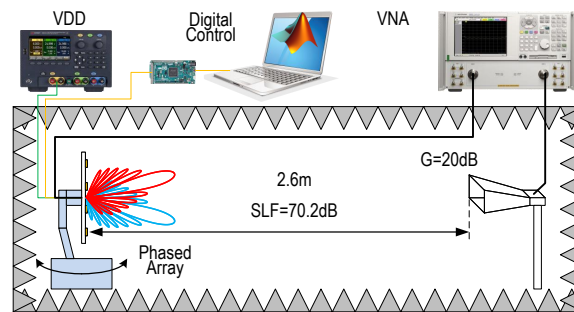 VDD
Digital
Control
VNA
G=20dB
2.6m
SLF=70.2dB
Phased
Array